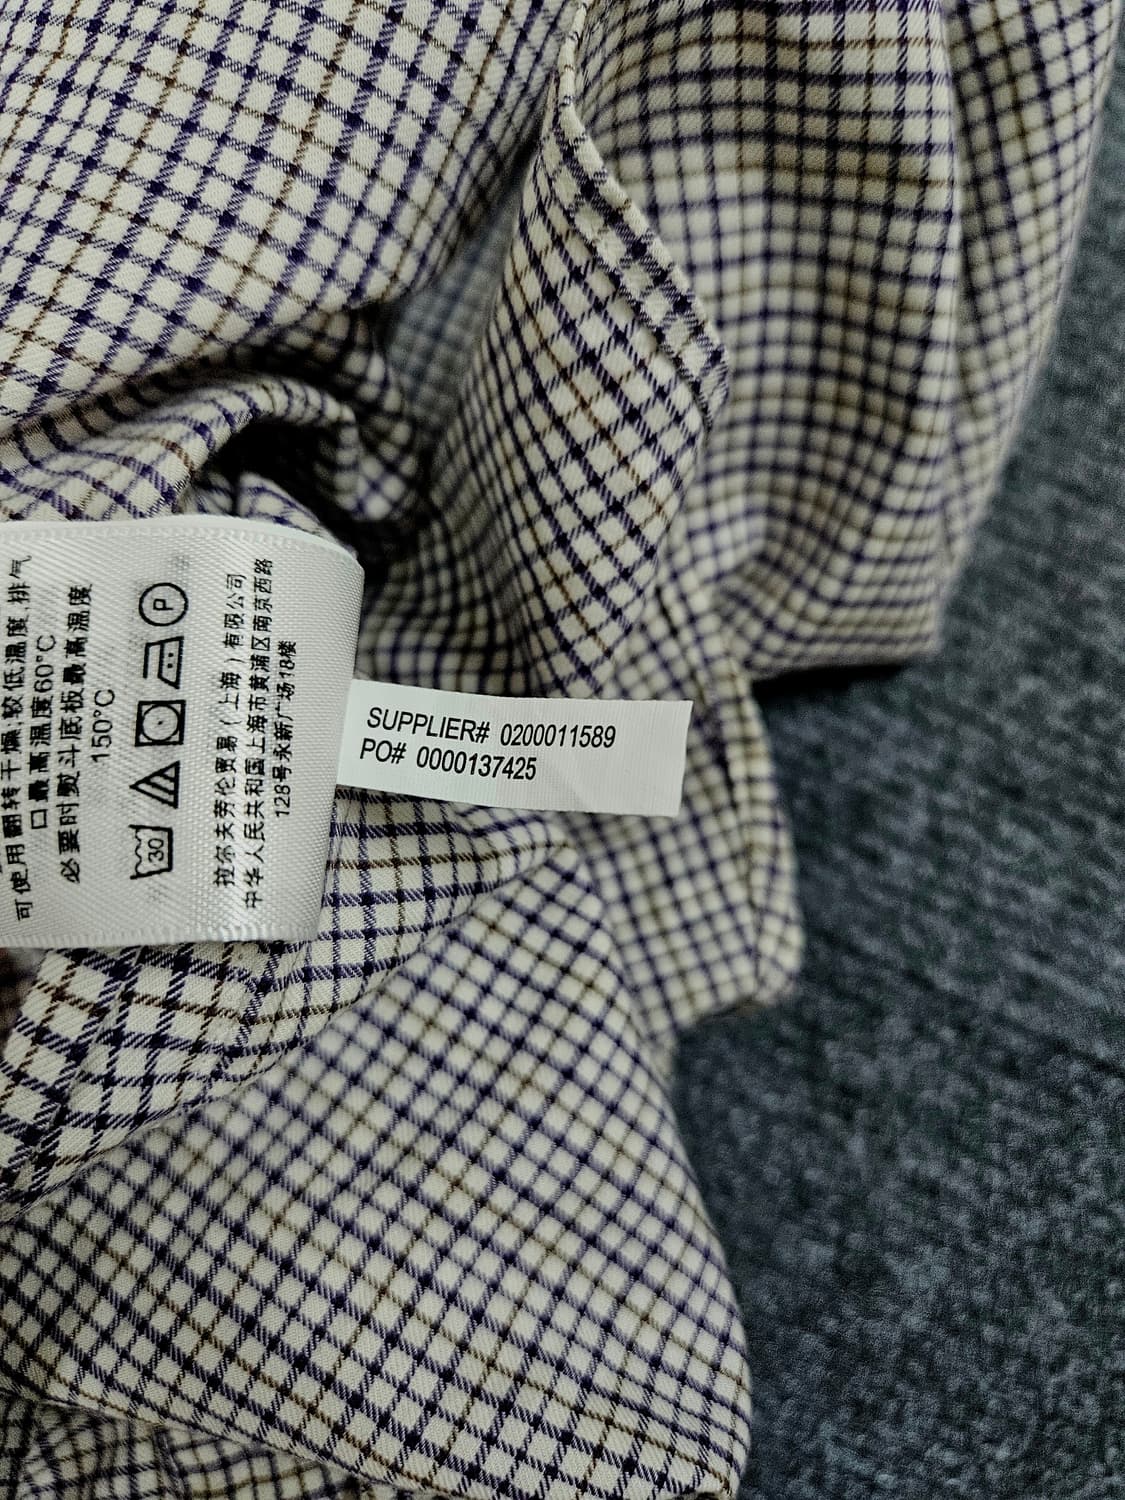 可使用翻转干燥,较低温度,排气
口最高温度60°C
必要时熨斗底板最高温度
150°C
30
P
拉尔夫劳伦贸易(上海)有限公司
中华人民共和国上海市黄浦区南京西路
128号永新广场18楼
SUPPLIER# 0200011589
PO# 0000137425